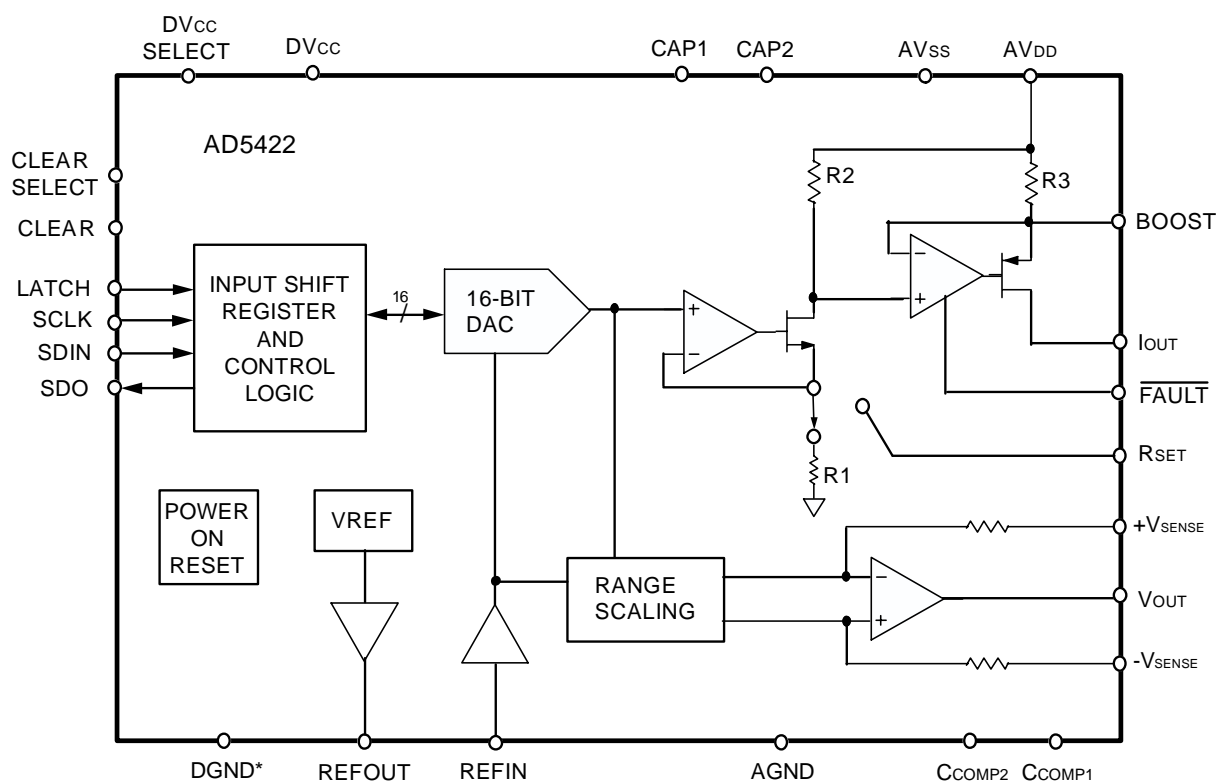 DVCC
SELECT
DVCC
CAP1
CAP2
AVSS
AVDD
AD5422
CLEAR
SELECT
CLEAR
LATCH
SCLK
SDIN
SDO
INPUT SHIFT
REGISTER
AND
CONTROL
LOGIC
16
16-BIT
DAC
+
−
R2
R3
−
+
BOOST
IOUT
FAULT
RSET
R1
POWER
ON
RESET
VREF
RANGE
SCALING
−
+
+VSENSE
VOUT
-VSENSE
DGND*
REFOUT
REFIN
AGND
CCOMP2
CCOMP1